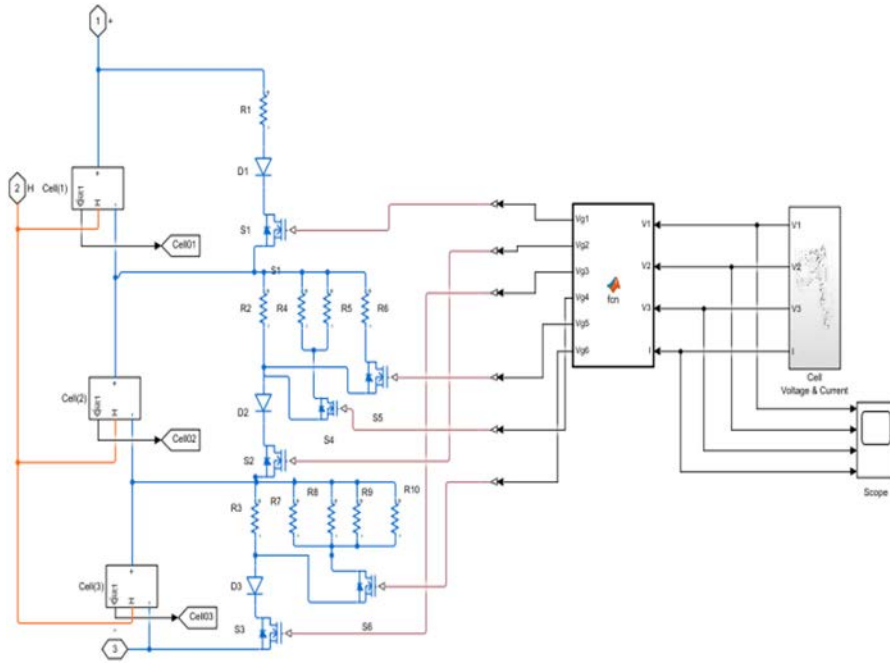 1 +
R1
D1
2 H
Cell(1)
SOC1 H + -
Cell01
S1
S1
R2 R4 R5 R6
Cell(2)
H + -
Cell02
D2
S4 S5
S2
R3 R7 R8 R9 R10
Cell(3)
H -
Cell03
D3
S3 S6
3 -
Vg1 V1
Vg2
V2
Vg3
V3
Vg4
Vg5
Vg6 I
fcn
V1
V2
V3
I
Cell
Voltage & Current
Scope